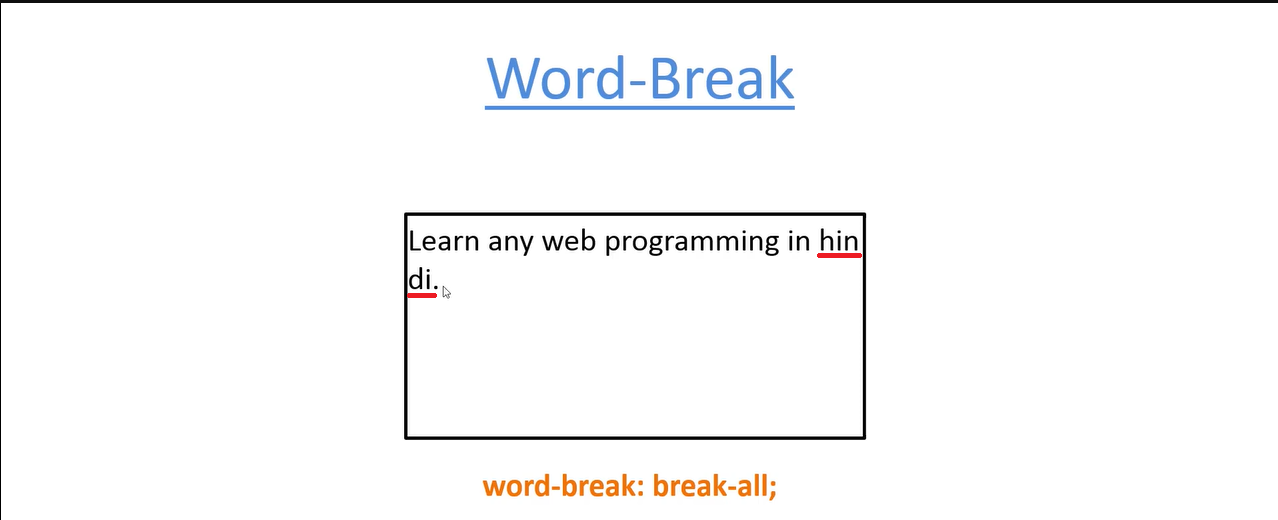 Word-Break
Learn any web programming in hin
di.
word-break: break-all;